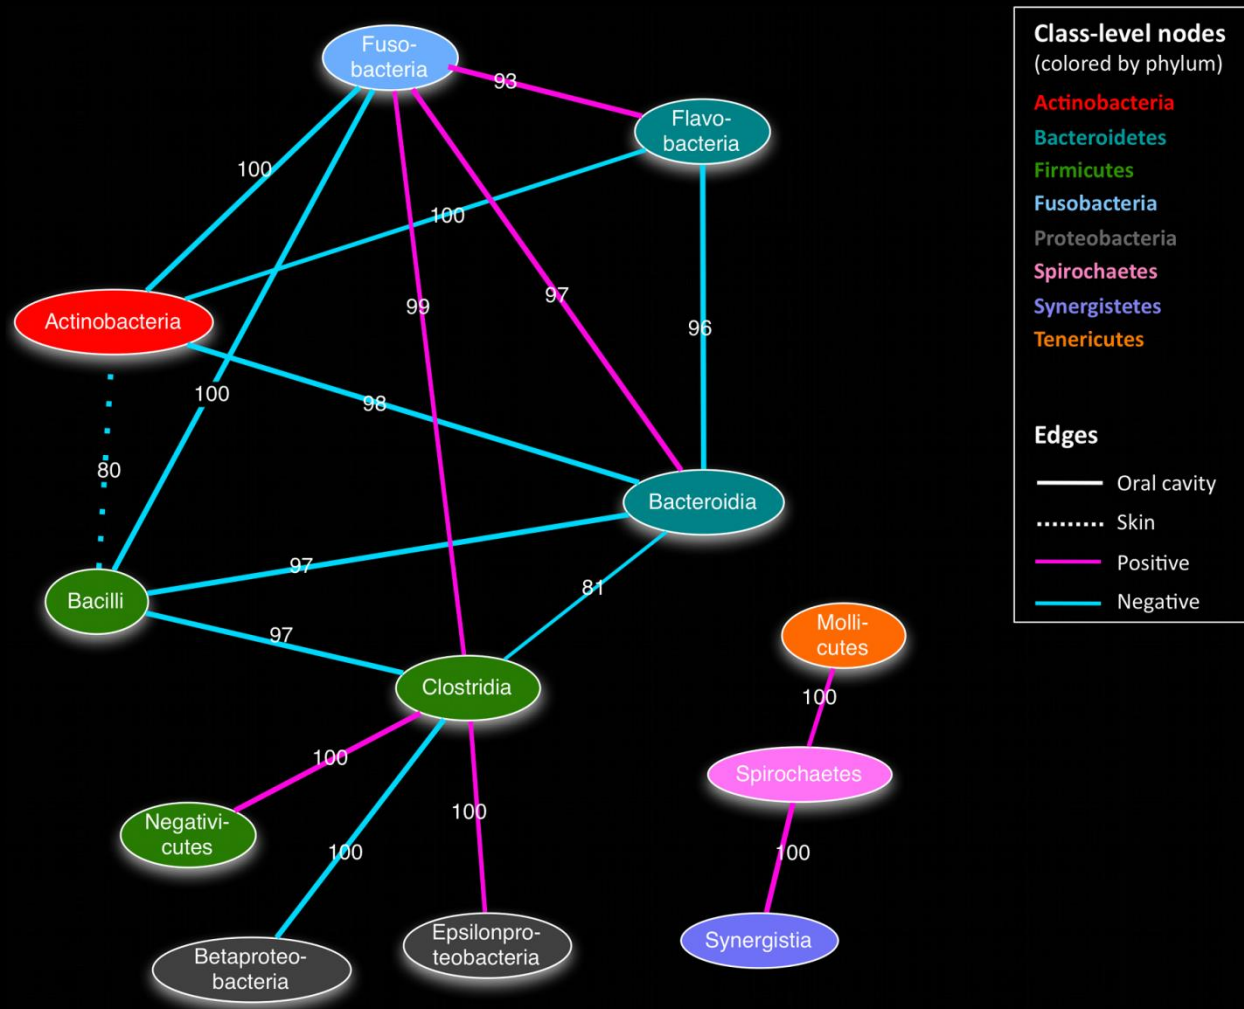 Fuso-
bacteria
93
Flavo-
bacteria
100
100
Actinobacteria
99
97
96
100
98
80
Bacteroidia
97
81
Bacilli
97
Clostridia
100
Negativi-
cutes
100
100
Betaproteo-
bacteria
Epsilonpro-
teobacteria
Molli-
cutes
100
Spirochaetes
100
Synergistia
Class-level nodes
(colored by phylum)
Actinobacteria
Bacteroidetes
Firmicutes
Fusobacteria
Proteobacteria
Spirochaetes
Synergistetes
Tenericutes
Edges
Oral cavity
Skin
Positive
Negative